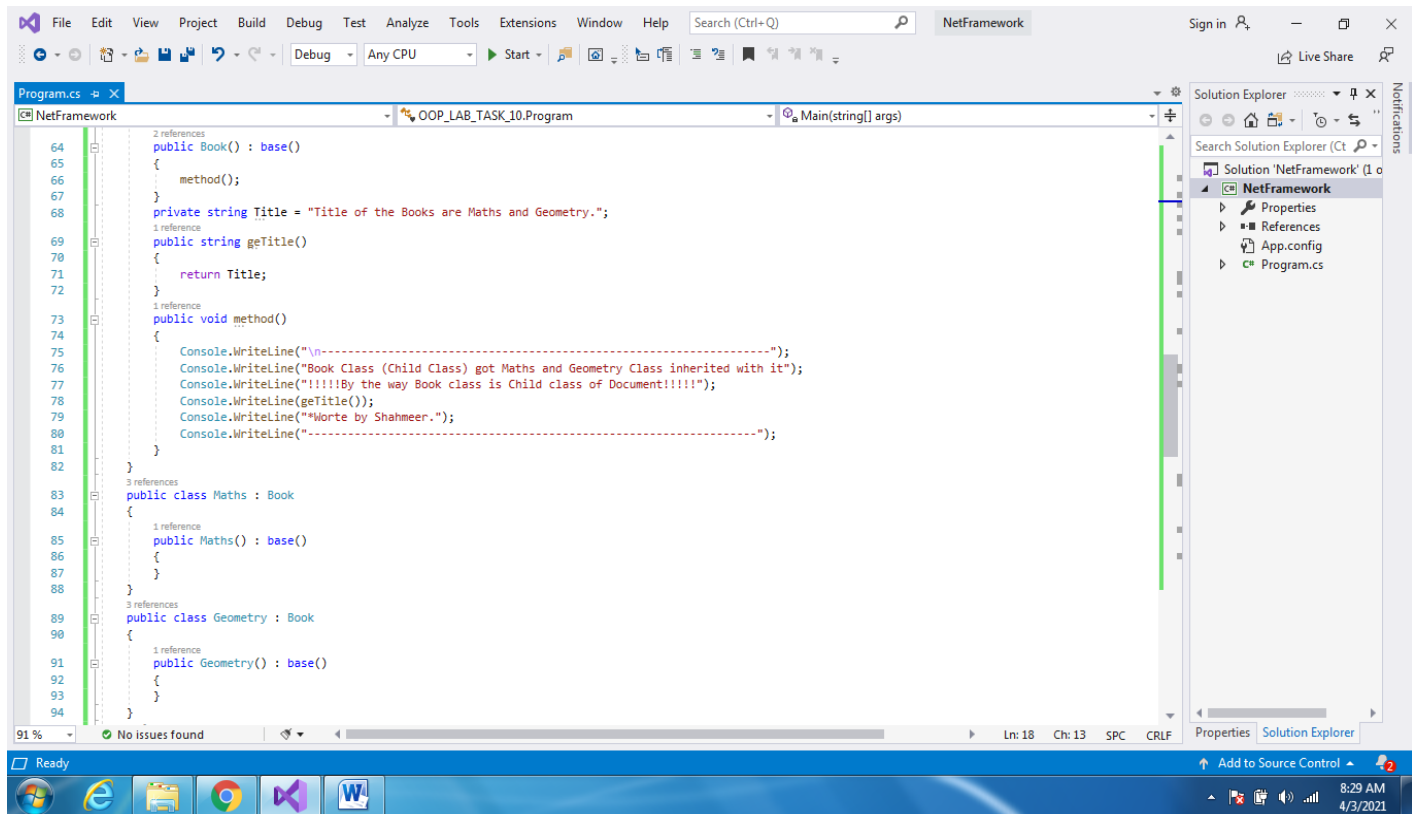 File Edit View Project Build Debug Test Analyze Tools Extensions Window Help Search (Ctrl+Q) NetFramework Sign in
Debug Any CPU Start Live Share
Program.cs
NetFramework OOP_LAB_TASK_10.Program Main(string[] args)
2 references
64 public Book() : base()
65 {
66 method();
67 }
68 private string Title = "Title of the Books are Maths and Geometry.";
1 reference
69 public string geTitle()
70 {
71 return Title;
72 }
1 reference
73 public void method()
74 {
75 Console.WriteLine("\n-------------------------------------------------------------------");
76 Console.WriteLine("Book Class (Child Class) got Maths and Geometry Class inherited with it");
77 Console.WriteLine("!!!!!By the way Book class is Child class of Document!!!!!");
78 Console.WriteLine(geTitle());
79 Console.WriteLine("*Worte by Shahmeer.");
80 Console.WriteLine("-------------------------------------------------------------------");
81 }
82 }
3 references
83 public class Maths : Book
84 {
1 reference
85 public Maths() : base()
86 {
87 }
88 }
3 references
89 public class Geometry : Book
90 {
1 reference
91 public Geometry() : base()
92 {
93 }
94 }
91 % No issues found Ln: 18 Ch: 13 SPC CRLF
Solution Explorer
Search Solution Explorer (Ct
Solution 'NetFramework' (1 o
C# NetFramework
Properties
References
App.config
C# Program.cs
Properties Solution Explorer
Notifications
Ready Add to Source Control 2
W
8:29 AM
4/3/2021